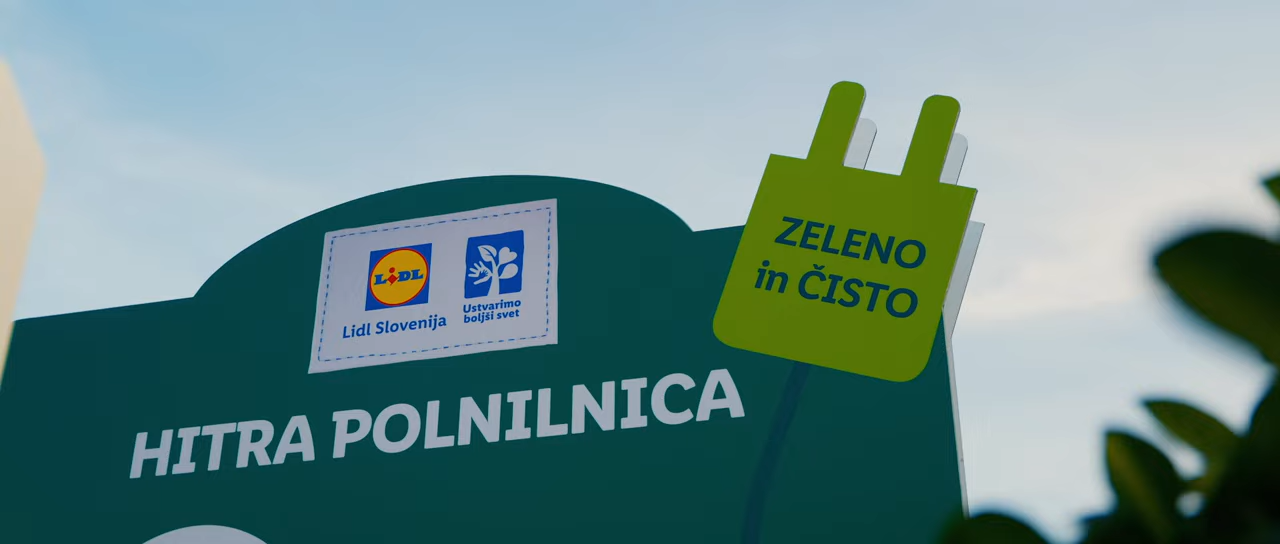 LIDL
Lidl Slovenija
Ustvarimo
boljši svet
HITRA POLNILNICA
ZELENO
in ČISTO